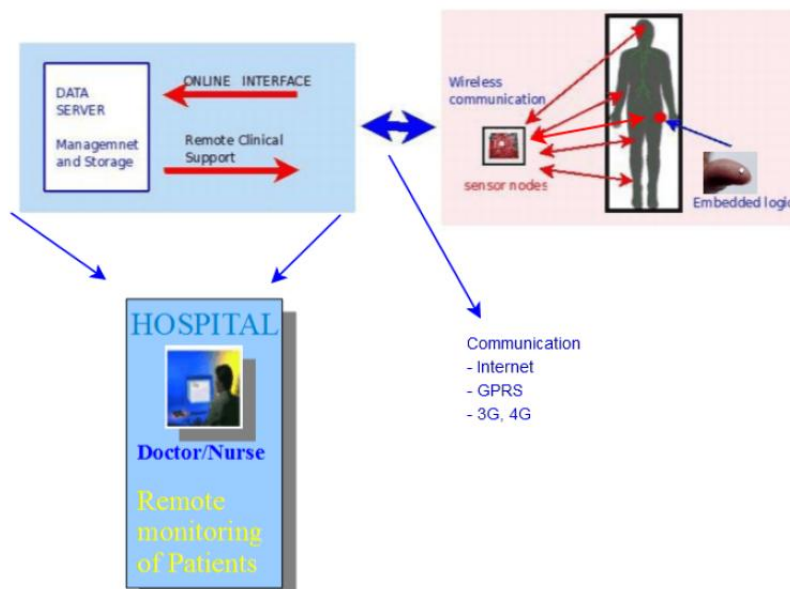 DATA
SERVER
Managemnet
and Storage
ONLINE INTERFACE
Remote Clinical
Support
Wireless
communication
sensor nodes
Embedded logic
HOSPITAL
Doctor/Nurse
Remote
monitoring
of Patients
Communication
- Internet
- GPRS
- 3G, 4G